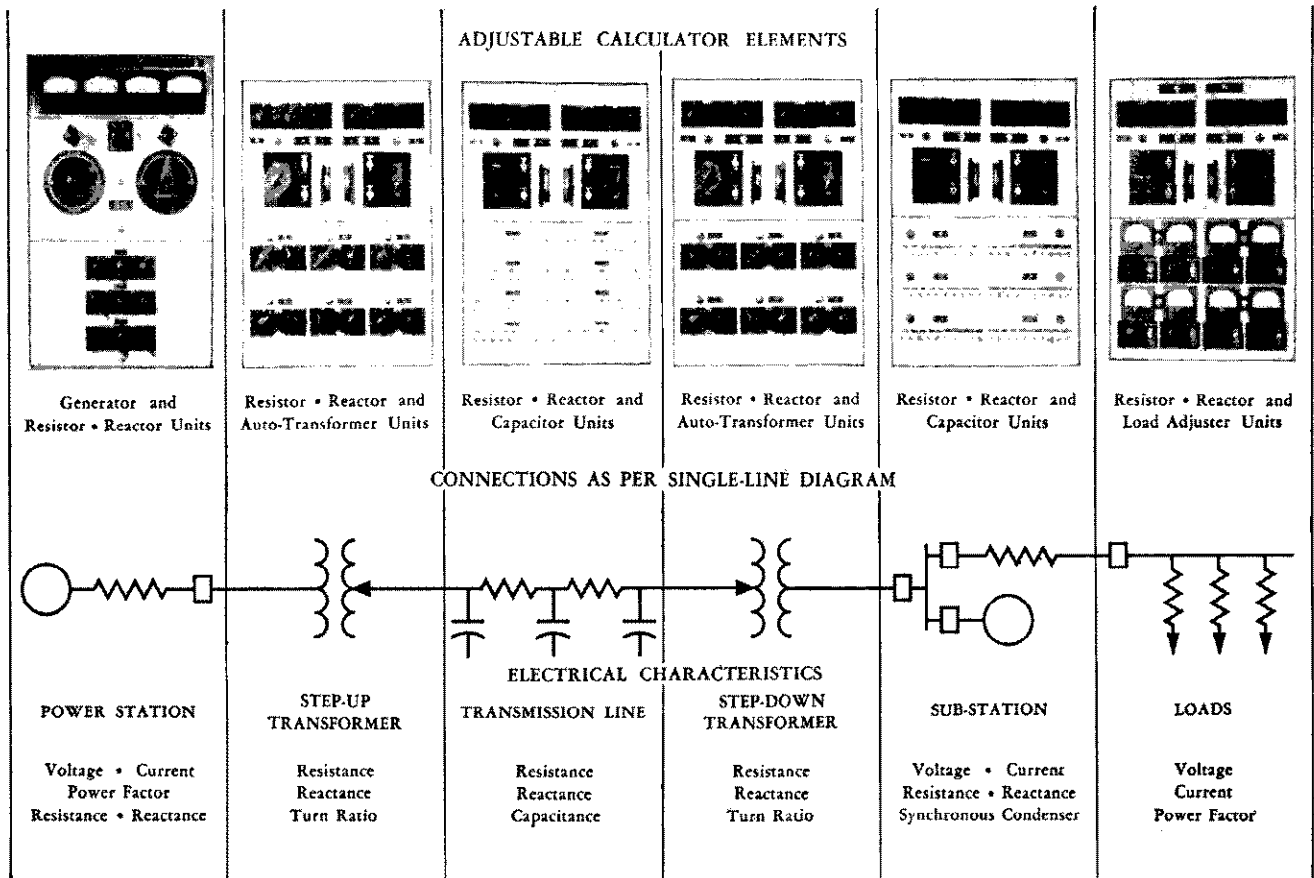 ADJUSTABLE CALCULATOR ELEMENTS
Generator and
Resistor • Reactor Units
Resistor • Reactor and
Auto-Transformer Units
Resistor • Reactor and
Capacitor Units
Resistor • Reactor and
Auto-Transformer Units
Resistor • Reactor and
Capacitor Units
Resistor • Reactor and
Load Adjuster Units
CONNECTIONS AS PER SINGLE-LINE DIAGRAM
ELECTRICAL CHARACTERISTICS
POWER STATION
STEP-UP
TRANSFORMER
TRANSMISSION LINE
STEP-DOWN
TRANSFORMER
SUB-STATION
LOADS
Voltage • Current
Power Factor
Resistance • Reactance
Resistance
Reactance
Turn Ratio
Resistance
Reactance
Capacitance
Resistance
Reactance
Turn Ratio
Voltage • Current
Resistance • Reactance
Synchronous Condenser
Voltage
Current
Power Factor